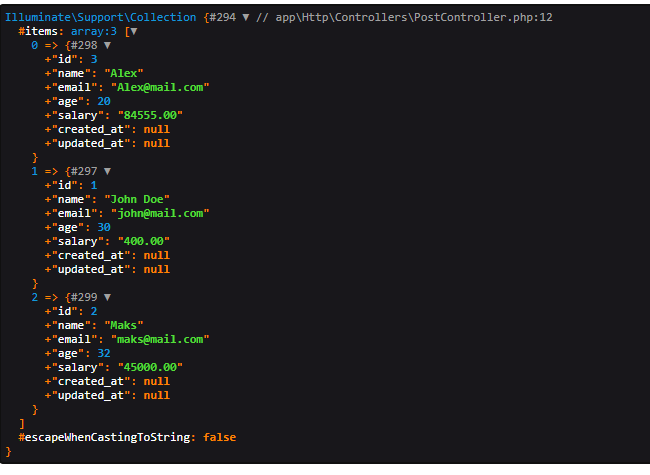 Illuminate\Support\Collection {#294 ▼ // app\Http\Controllers\PostController.php:12
#items: array:3 [▼
0 => {#298 ▼
+"id": 3
+"name": "Alex"
+"email": "Alex@mail.com"
+"age": 20
+"salary": "84555.00"
+"created_at": null
+"updated_at": null
}
1 => {#297 ▼
+"id": 1
+"name": "John Doe"
+"email": "john@mail.com"
+"age": 30
+"salary": "400.00"
+"created_at": null
+"updated_at": null
}
2 => {#299 ▼
+"id": 2
+"name": "Maks"
+"email": "maks@mail.com"
+"age": 32
+"salary": "45000.00"
+"created_at": null
+"updated_at": null
}
]
#escapeWhenCastingToString: false
}